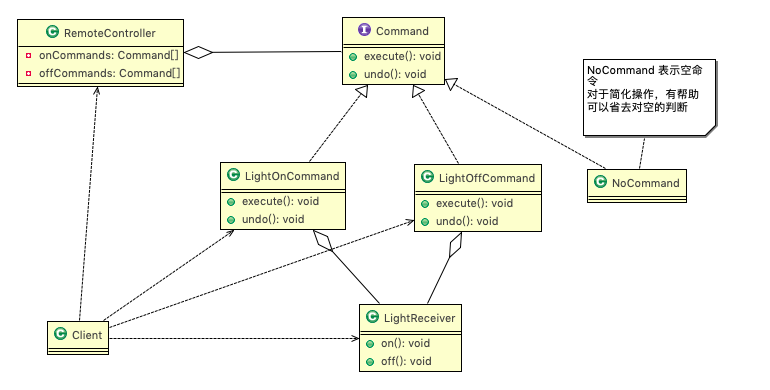 C RemoteController
onCommands: Command[]
offCommands: Command[]
I Command
execute(): void
undo(): void
NoCommand 表示空命
令
对于简化操作，有帮助
可以省去对空的判断
C LightOnCommand
execute(): void
undo(): void
C LightOffCommand
execute(): void
undo(): void
C NoCommand
C Client
C LightReceiver
on(): void
off(): void